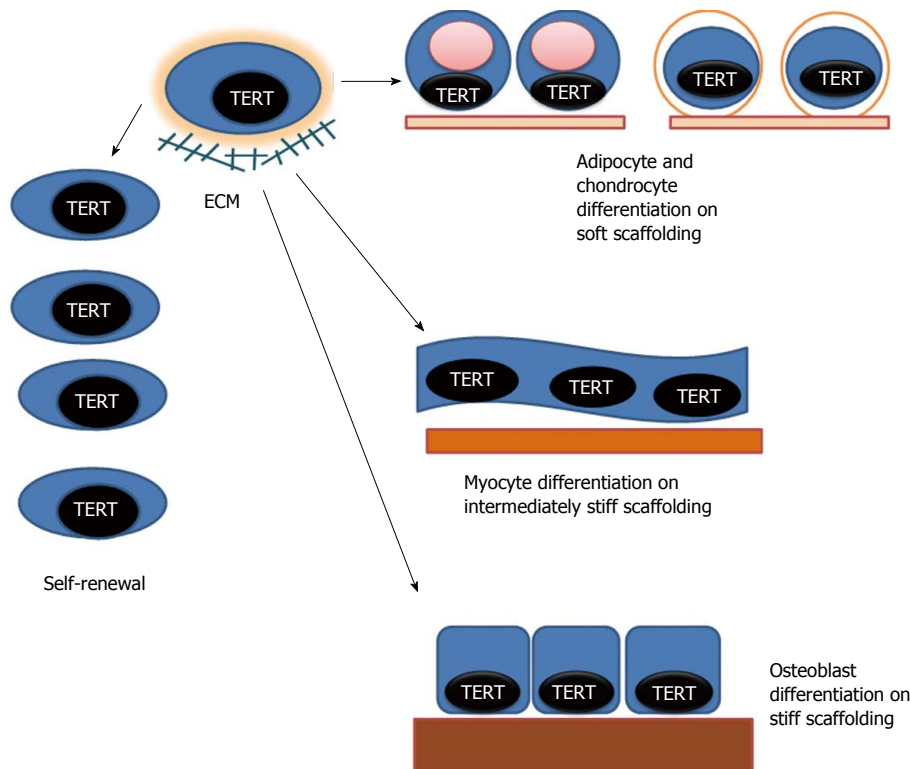 TERT
TERT
TERT
TERT
TERT
ECM
Adipocyte and
chondrocyte
differentiation on
soft scaffolding
TERT
TERT
TERT
TERT
Self-renewal
TERT
TERT
TERT
Myocyte differentiation on
intermediately stiff scaffolding
TERT
TERT
TERT
Osteoblast
differentiation on
stiff scaffolding